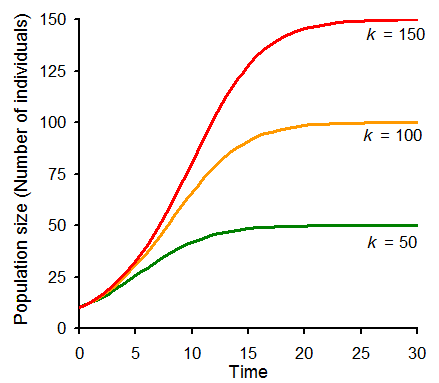 Population size (Number of individuals)
150
125
100
75
50
25
0
k = 150
k = 100
k = 50
0 5 10 15 20 25 30
Time